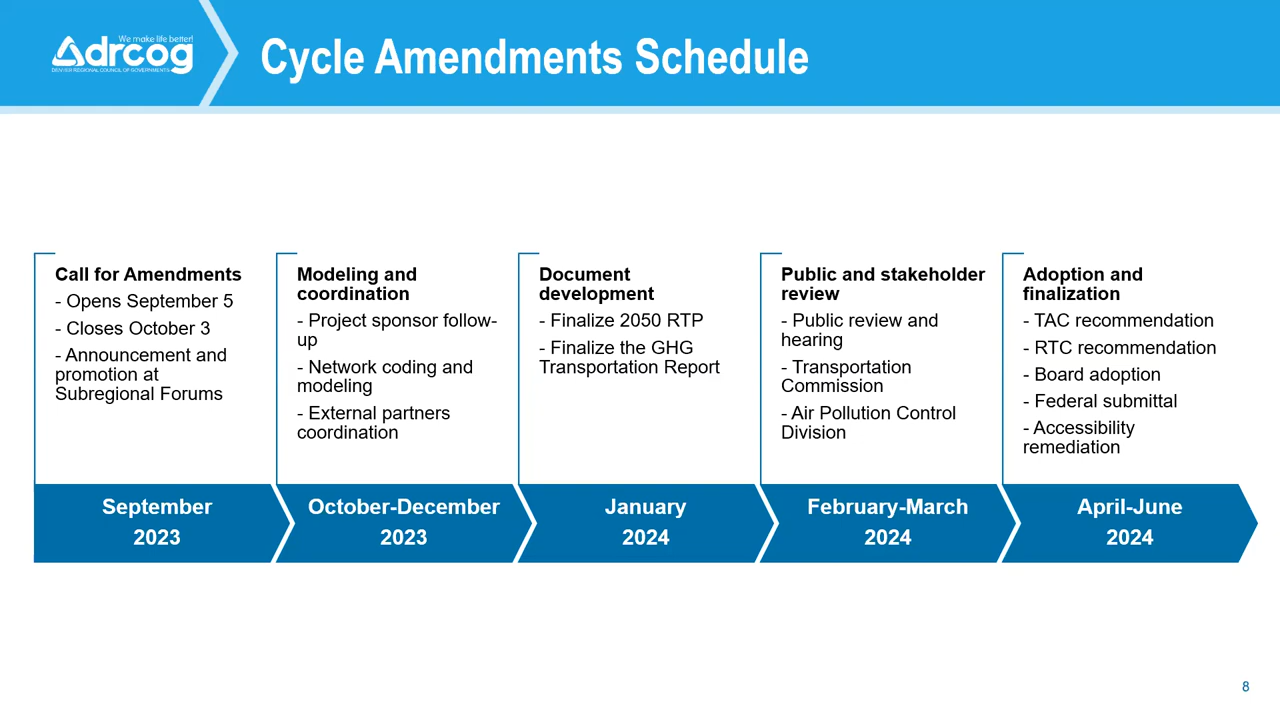 We make life better!
drcog
DENVER REGIONAL COUNCIL OF GOVERNMENTS
Cycle Amendments Schedule
Call for Amendments
- Opens September 5
- Closes October 3
- Announcement and
promotion at
Subregional Forums
September
2023
Modeling and
coordination
- Project sponsor follow-
up
- Network coding and
modeling
- External partners
coordination
October-December
2023
Document
development
- Finalize 2050 RTP
- Finalize the GHG
Transportation Report
January
2024
Public and stakeholder
review
- Public review and
hearing
- Transportation
Commission
- Air Pollution Control
Division
February-March
2024
Adoption and
finalization
- TAC recommendation
- RTC recommendation
- Board adoption
- Federal submittal
- Accessibility
remediation
April-June
2024
8